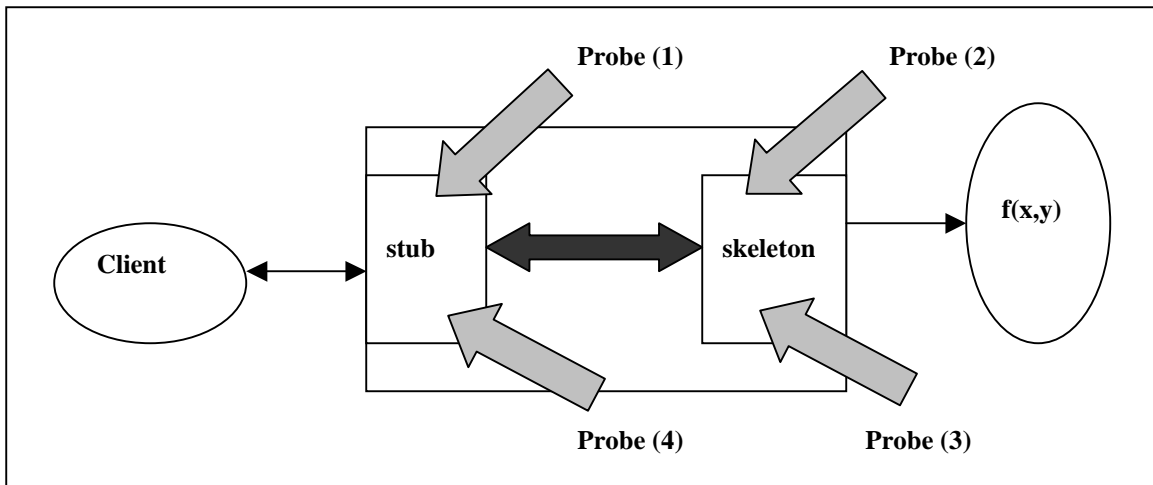 Probe (1)
Probe (2)
f(x,y)
Client
stub
skeleton
Probe (4)
Probe (3)